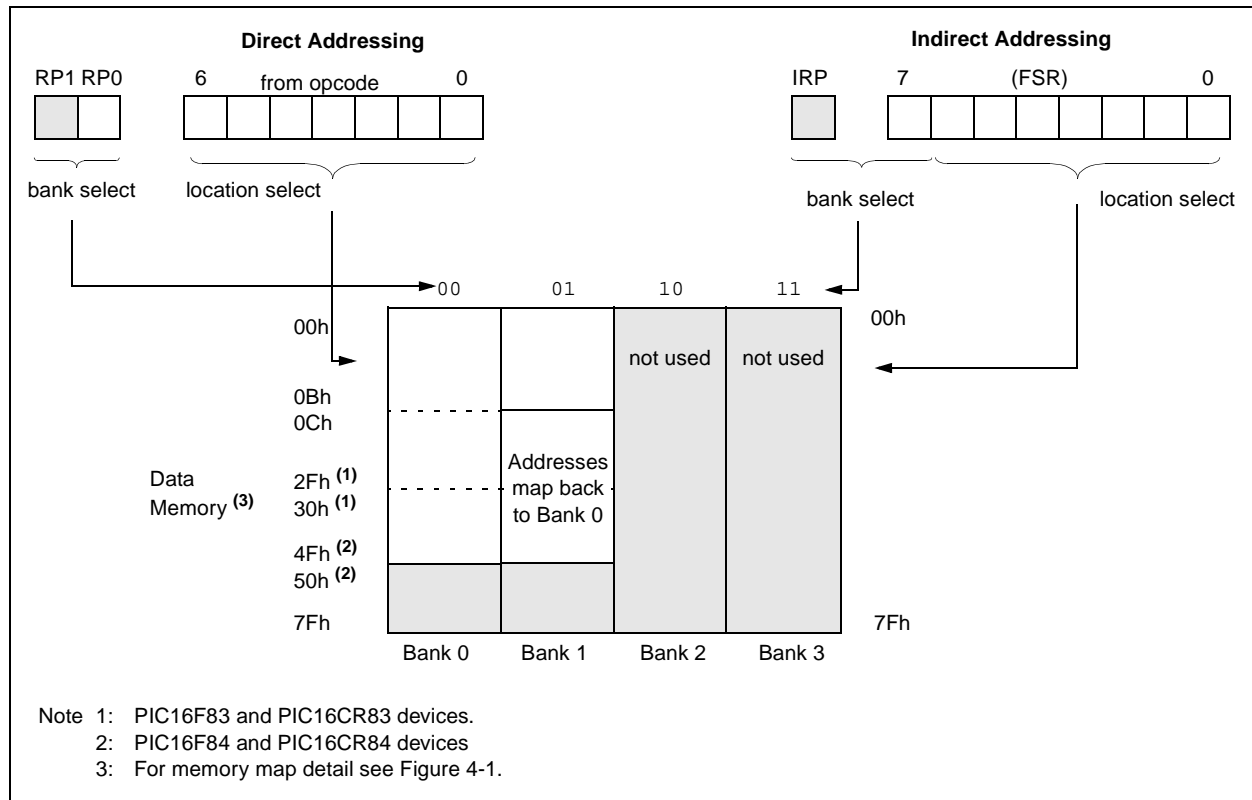 Direct Addressing
Indirect Addressing
RP1 RP0 6 from opcode 0
IRP 7 (FSR) 0
bank select location select
bank select location select
00 01 10 11
00h
00h
not used not used
0Bh
0Ch
Addresses
map back
to Bank 0
Data
Memory (3)
2Fh (1)
30h (1)
4Fh (2)
50h (2)
7Fh
7Fh
Bank 0 Bank 1 Bank 2 Bank 3
Note 1: PIC16F83 and PIC16CR83 devices.
2: PIC16F84 and PIC16CR84 devices
3: For memory map detail see Figure 4-1.